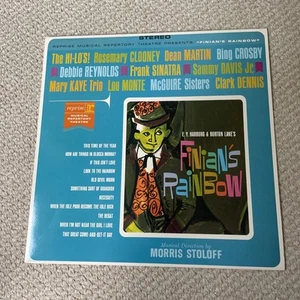 STEREO
REPRISE MUSICAL REPERTORY THEATRE PRESENTS "FINIAN'S RAINBOW"
The HI-LO'S! Rosemary CLOONEY Dean MARTIN Bing CROSBY
Debbie REYNOLDS Frank SINATRA Sammy DAVIS Jr.
Mary KAYE Trio Lou MONTE McGUIRE Sisters Clark DENNIS
reprise
MUSICAL
REPERTORY
THEATRE
E. Y. HARBURG & BURTON LANE'S
FINIAN'S
RAINBOW
THIS TIME OF THE YEAR
HOW ARE THINGS IN GLOCCA MORRA?
IF THIS ISN'T LOVE
LOOK TO THE RAINBOW
OLD DEVIL MOON
SOMETHING SORT OF GRANDISH
NECESSITY
WHEN THE IDLE POOR BECOME THE IDLE RICH
THE BEGAT
WHEN I'M NOT NEAR THE GIRL I LOVE
THAT GREAT COME-AND-GET-IT DAY
Musical Direction by
MORRIS STOLOFF